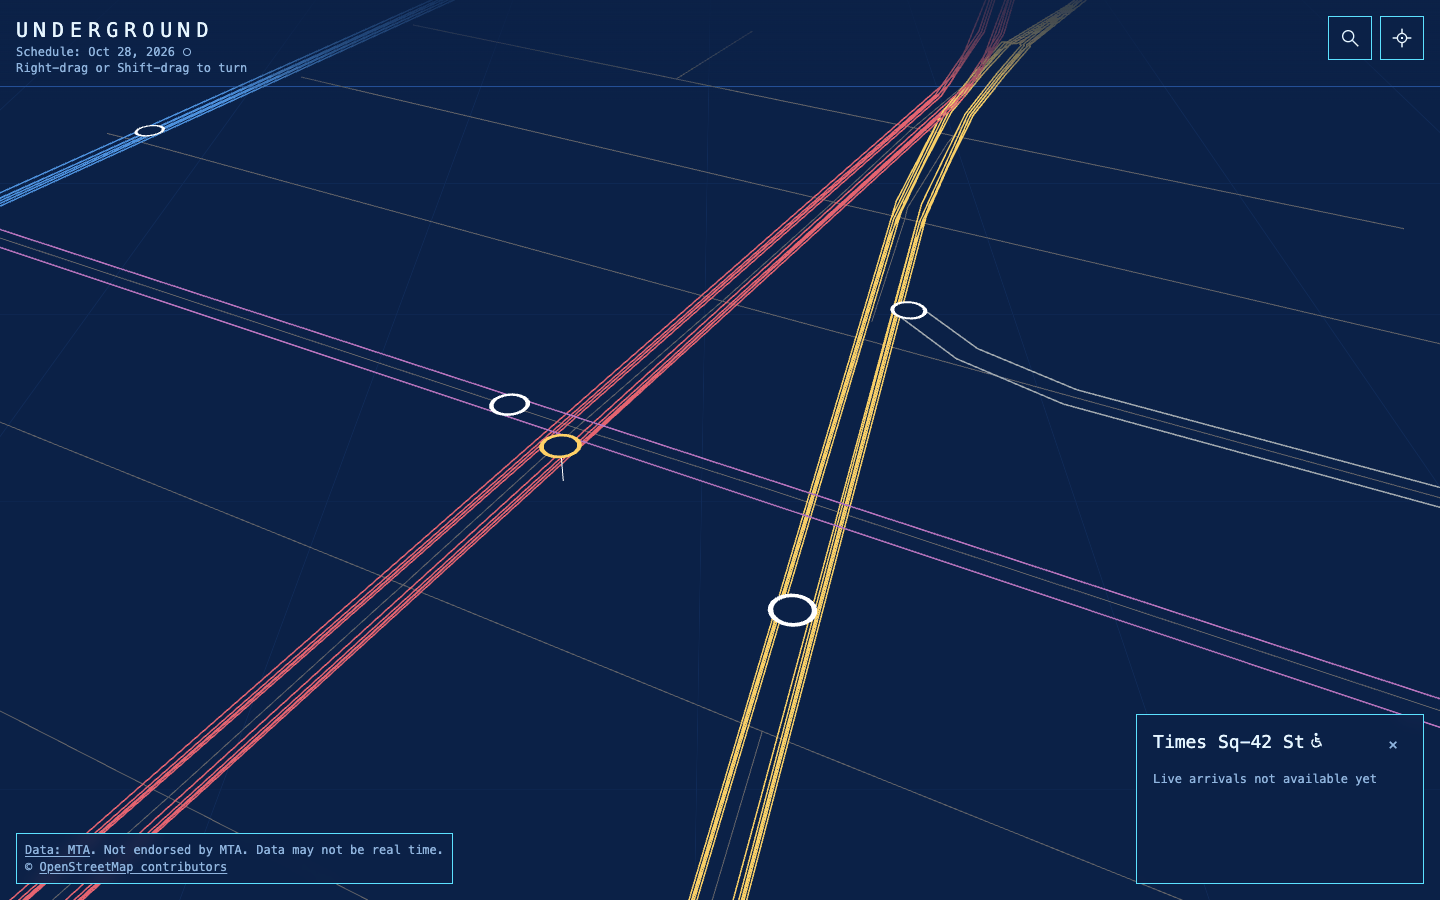 UNDERGROUND
Schedule: Oct 28, 2026
Right-drag or Shift-drag to turn
Times Sq-42 St
×
Live arrivals not available yet
Data: MTA. Not endorsed by MTA. Data may not be real time.
© OpenStreetMap contributors